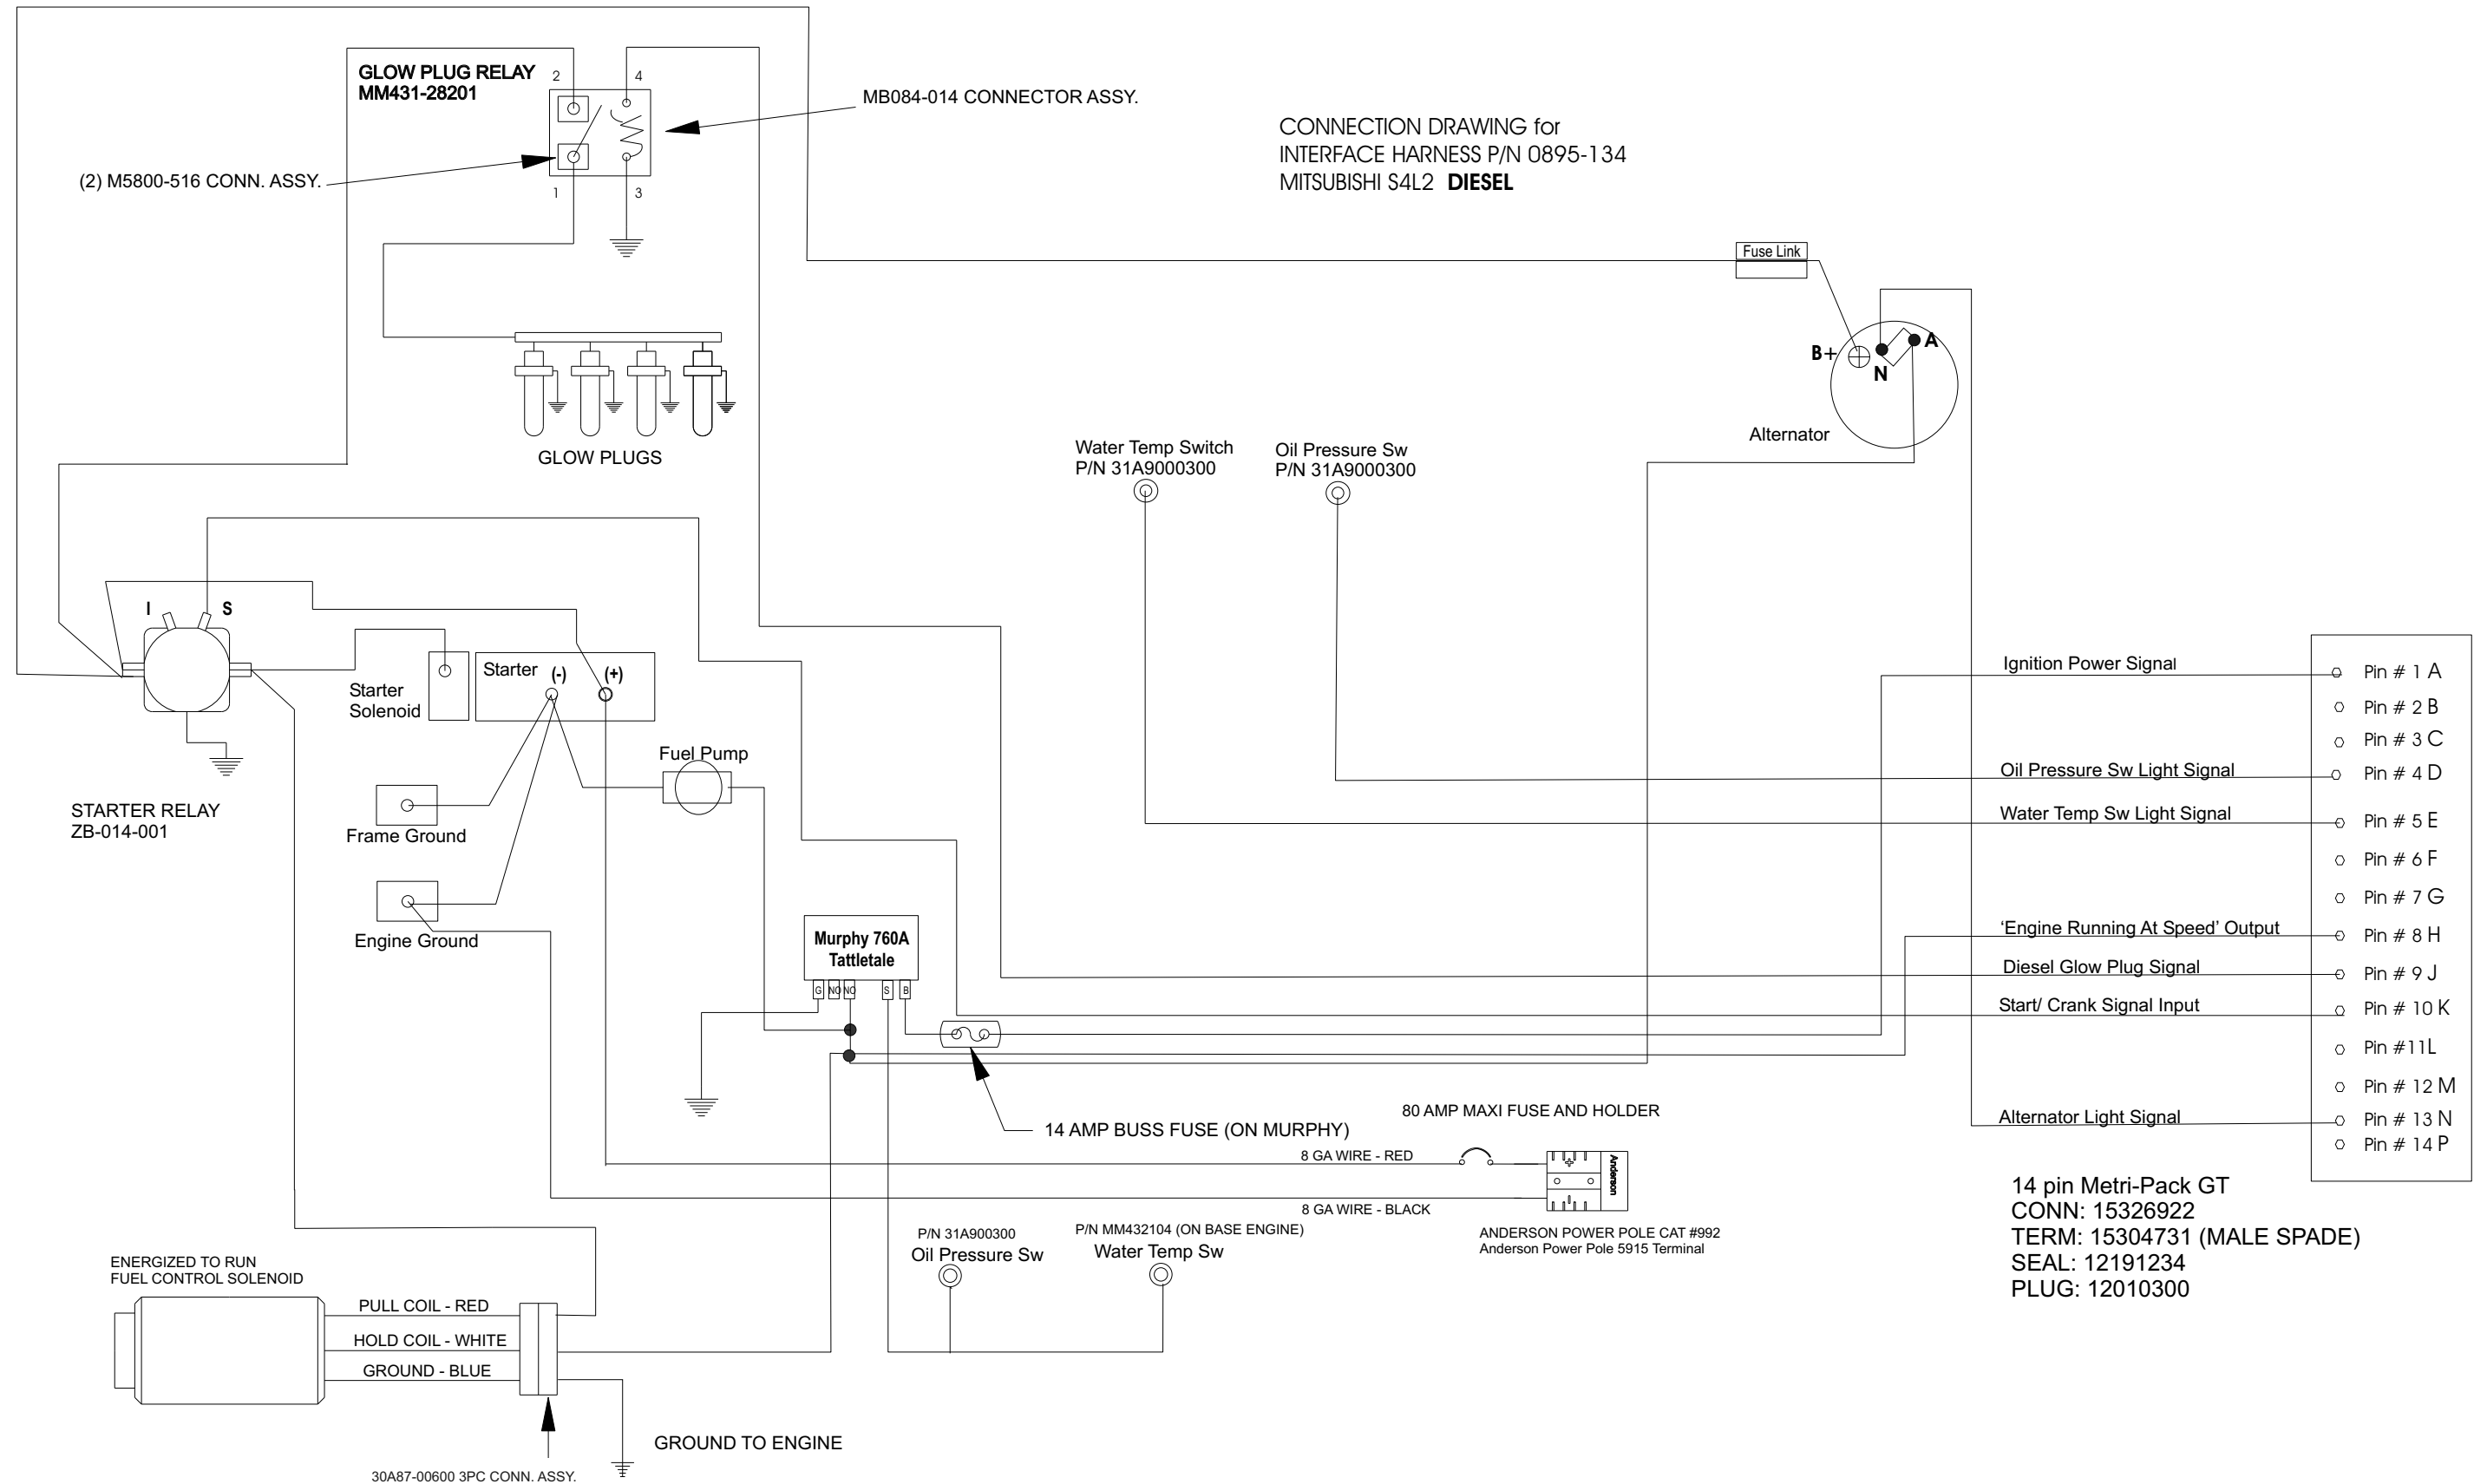 GLOW PLUG RELAY
MM431-28201
2
4
1
3
MB084-014 CONNECTOR ASSY.
(2) M5800-516 CONN. ASSY.
CONNECTION DRAWING for
INTERFACE HARNESS P/N 0895-134
MITSUBISHI S4L2 DIESEL
Fuse Link
B+
N
A
Alternator
GLOW PLUGS
Water Temp Switch
P/N 31A9000300
Oil Pressure Sw
P/N 31A9000300
I
S
STARTER RELAY
ZB-014-001
Starter
Solenoid
Starter
(-)
(+)
Fuel Pump
Frame Ground
Engine Ground
Murphy 760A
Tattletale
G
NO
NO
S
B
14 AMP BUSS FUSE (ON MURPHY)
80 AMP MAXI FUSE AND HOLDER
8 GA WIRE - RED
8 GA WIRE - BLACK
Anderson
ANDERSON POWER POLE CAT #992
Anderson Power Pole 5915 Terminal
P/N 31A900300
Oil Pressure Sw
P/N MM432104 (ON BASE ENGINE)
Water Temp Sw
Ignition Power Signal
Oil Pressure Sw Light Signal
Water Temp Sw Light Signal
‘Engine Running At Speed’ Output
Diesel Glow Plug Signal
Start/ Crank Signal Input
Alternator Light Signal
Pin # 1 A
Pin # 2 B
Pin # 3 C
Pin # 4 D
Pin # 5 E
Pin # 6 F
Pin # 7 G
Pin # 8 H
Pin # 9 J
Pin # 10 K
Pin #11L
Pin # 12 M
Pin # 13 N
Pin # 14 P
14 pin Metri-Pack GT
CONN: 15326922
TERM: 15304731 (MALE SPADE)
SEAL: 12191234
PLUG: 12010300
ENERGIZED TO RUN
FUEL CONTROL SOLENOID
PULL COIL - RED
HOLD COIL - WHITE
GROUND - BLUE
GROUND TO ENGINE
30A87-00600 3PC CONN. ASSY.